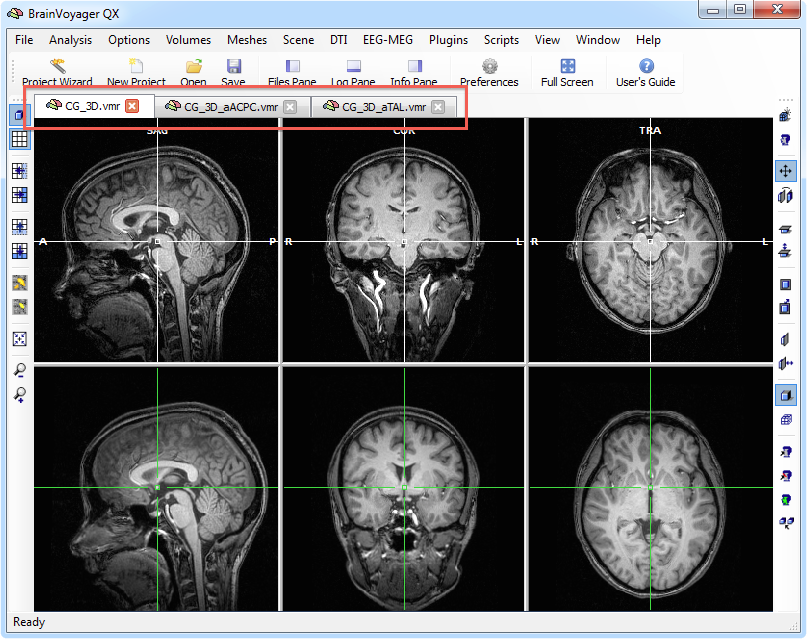 BrainVoyager QX
File Analysis Options Volumes Meshes Scene DTI EEG-MEG Plugins Scripts View Window Help
Project Wizard New Project Open Save Files Pane Log Pane Info Pane Preferences Full Screen User's Guide
CG_3D.vmr CG_3D_aACPC.vmr CG_3D_aTAL.vmr
SAG COR TRA
A P R L R L
Ready